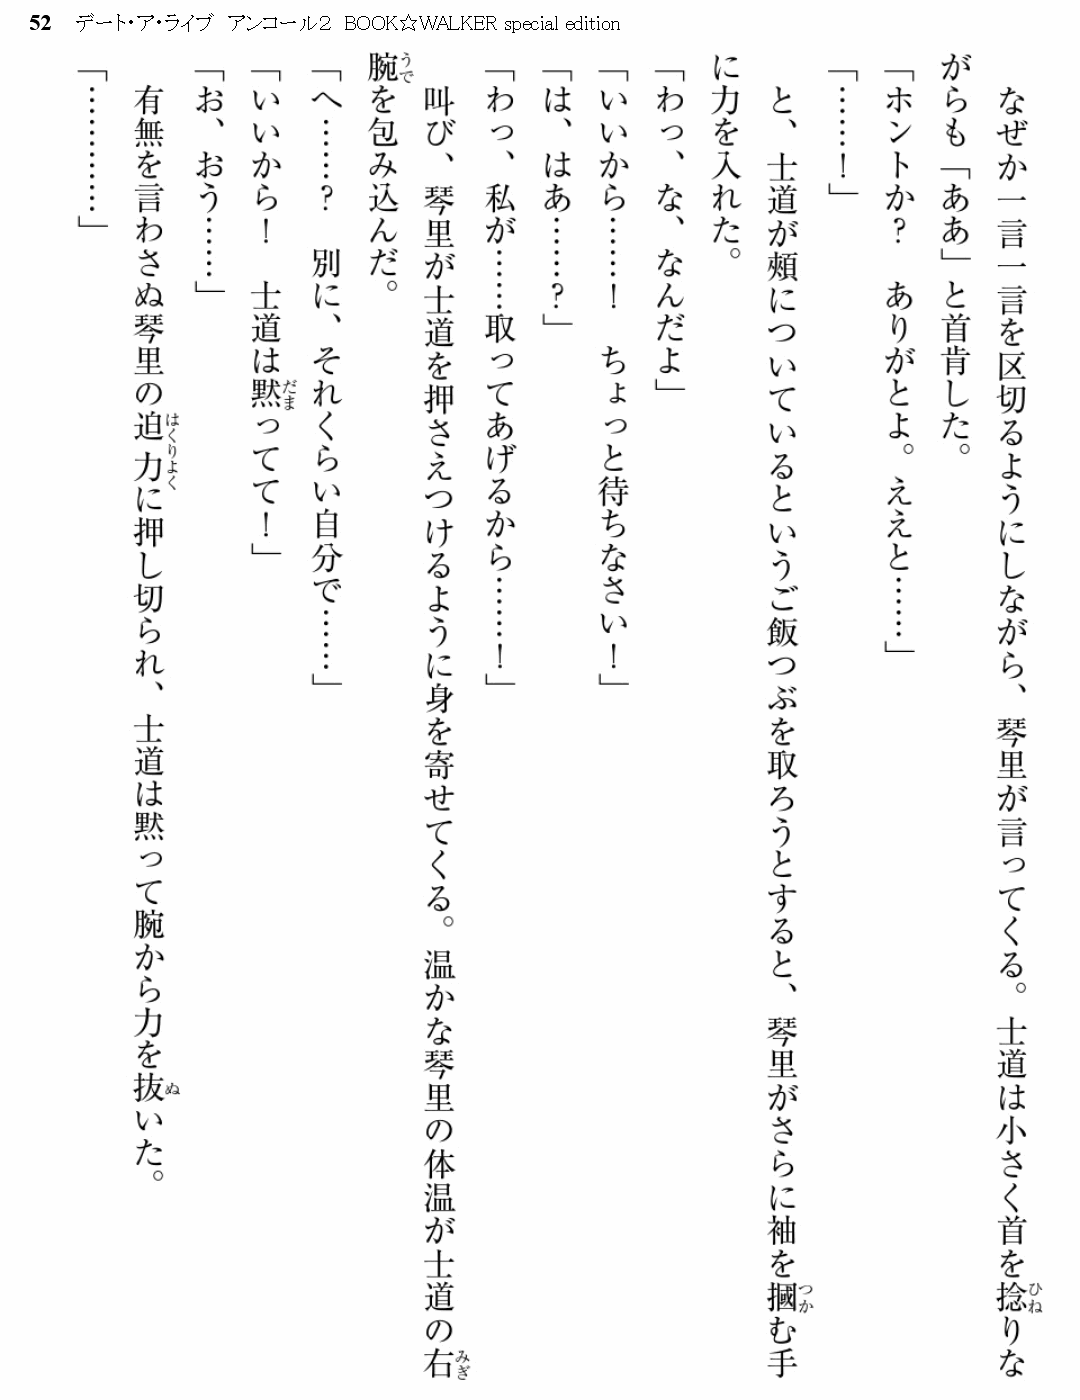 52 デート・ア・ライブ アンコール2 BOOK☆WALKER special edition
　なぜか一言一言を区切るようにしながら、琴里が言ってくる。士道は小さく首を捻りな
がらも「ああ」と首肯した。
「ホントか？　ありがとよ。ええと……」
「……！」
　と、士道が頰についているというご飯つぶを取ろうとすると、琴里がさらに袖を摑む手
に力を入れた。
「わっ、な、なんだよ」
「いいから……！　ちょっと待ちなさい！」
「は、はあ……？」
「わっ、私が……取ってあげるから……！」
　叫び、琴里が士道を押さえつけるように身を寄せてくる。温かな琴里の体温が士道の右
腕を包み込んだ。
「へ……？　別に、それくらい自分で……」
「いいから！　士道は黙ってて！」
「お、おう……」
　有無を言わさぬ琴里の迫力に押し切られ、士道は黙って腕から力を抜いた。
「…………」